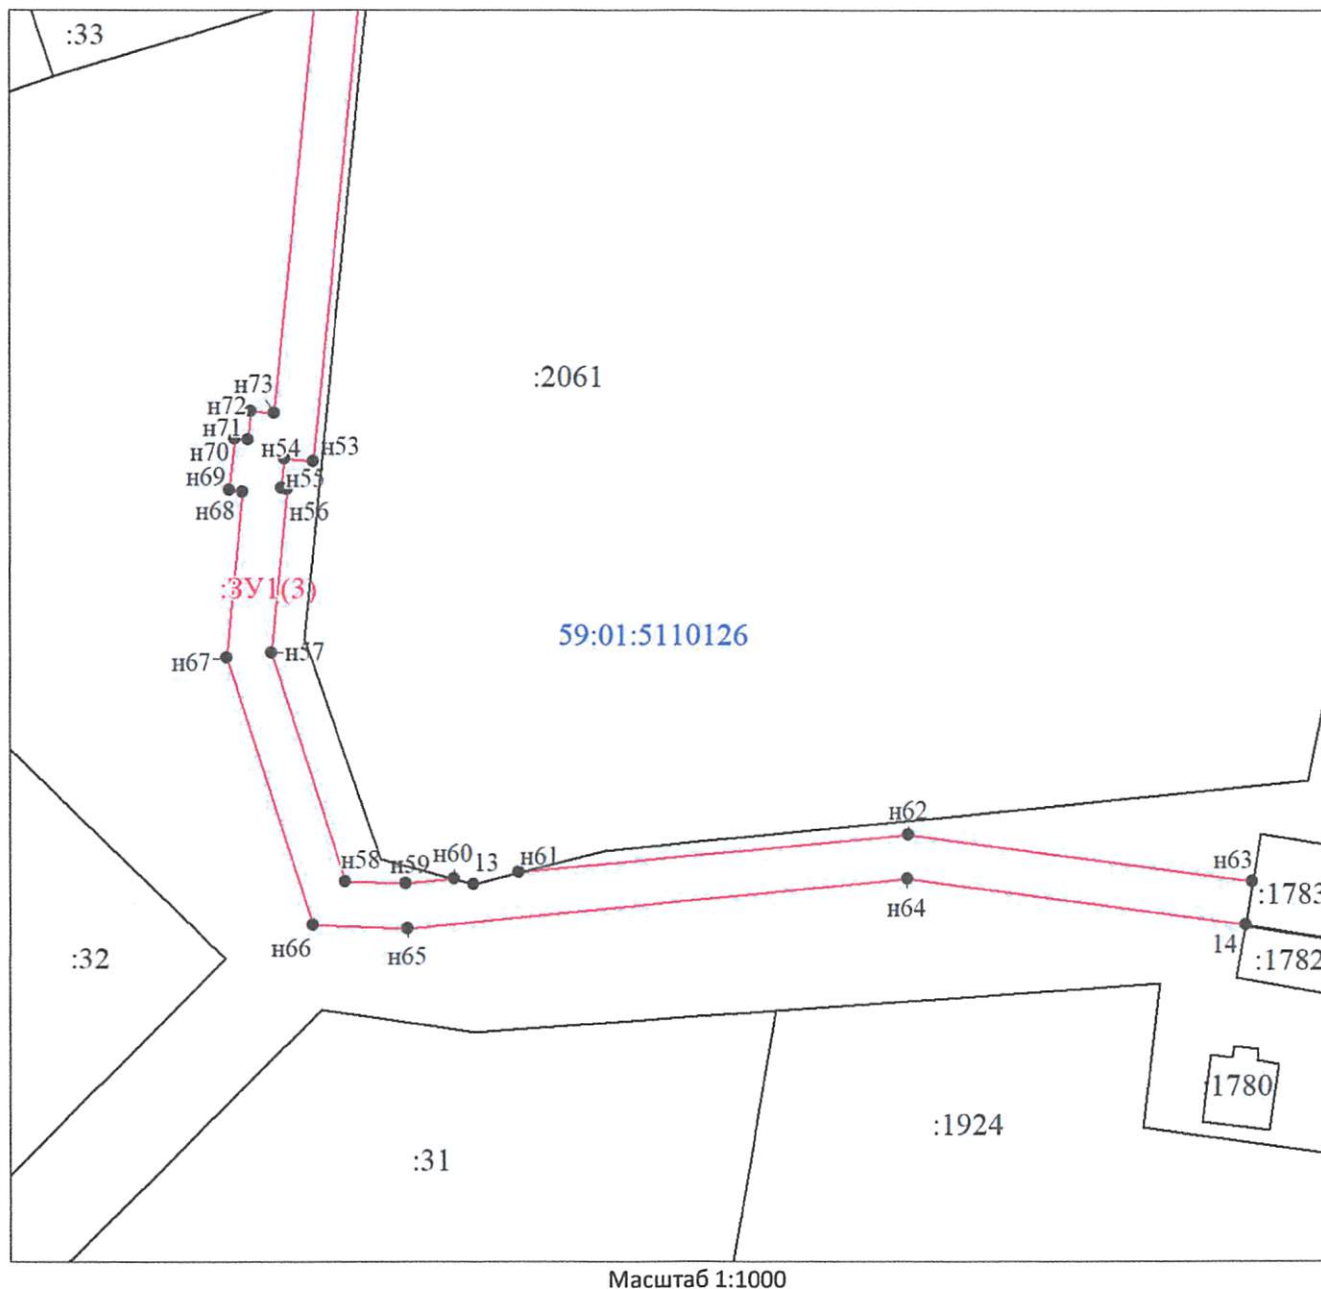 :33
:2061
н73
н72
н71
н70
н54
н53
н69
н55
н68
н56
:ЗУ1(3)
59:01:5110126
н67
н57
н62
н58
н59
н60
13
н61
н63
:1783
н66
н65
н64
14
:1782
:32
1780
:1924
:31
Масштаб 1:1000